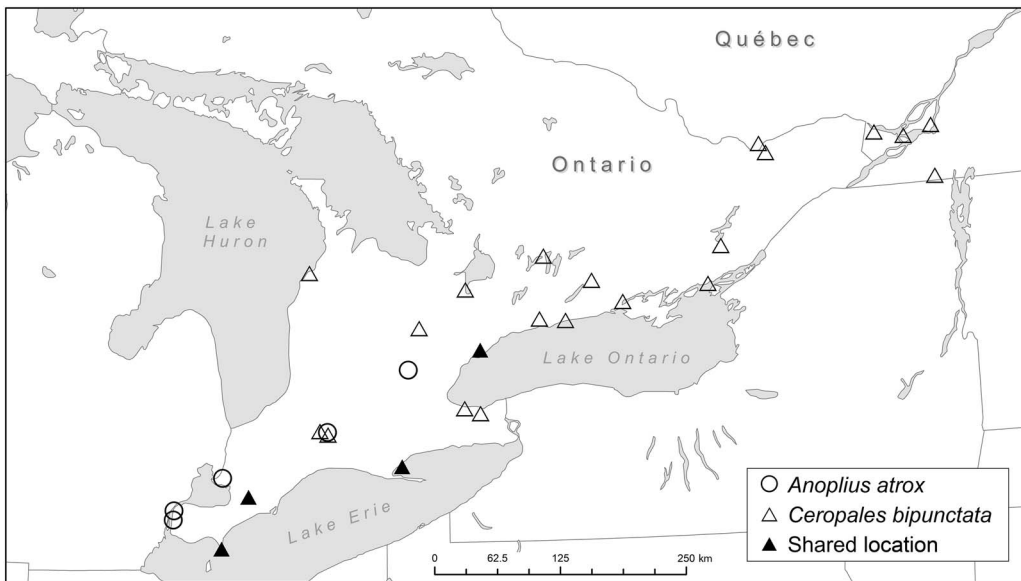 Québec
Ontario
Lake
Huron
Lake Ontario
Lake Erie
Anoplius atrox
Ceropales bipunctata
Shared location
0 62.5 125 250 km